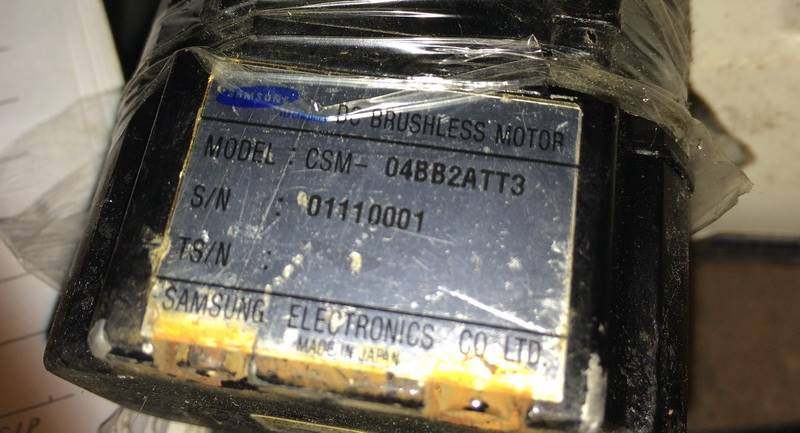 SAMSUNG
DC BRUSHLESS MOTOR
MODEL : CSM- 04BB2ATT3
S/N : 01110001
TS/N :
SAMSUNG ELECTRONICS CO LTD.
MADE IN JAPAN